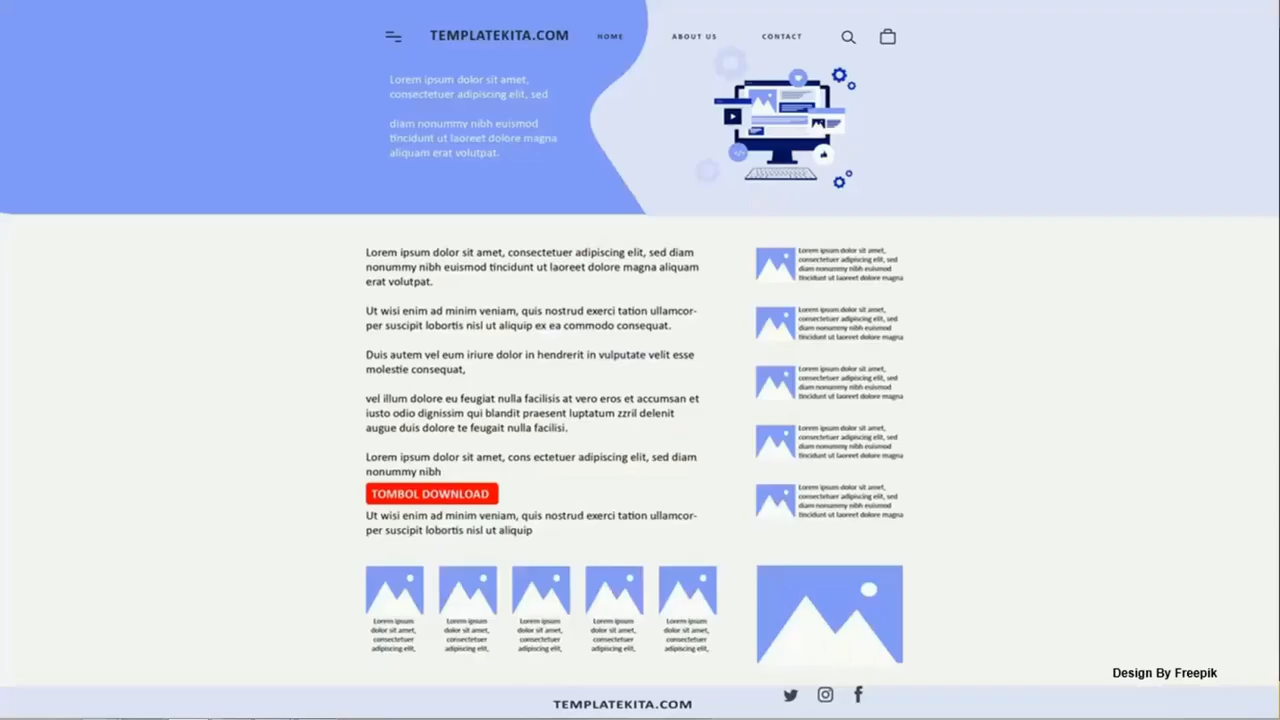 TEMPLATEKITA.COM
HOME
ABOUT US
CONTACT
Lorem ipsum dolor sit amet,
consectetuer adipiscing elit, sed
diam nonummy nibh euismod
tincidunt ut laoreet dolore magna
aliquam erat volutpat.
Lorem ipsum dolor sit amet, consectetuer adipiscing elit, sed diam
nonummy nibh euismod tincidunt ut laoreet dolore magna aliquam
erat volutpat.
Ut wisi enim ad minim veniam, quis nostrud exerci tation ullamcor-
per suscipit lobortis nisl ut aliquip ex ea commodo consequat.
Duis autem vel eum iriure dolor in hendrerit in vulputate velit esse
molestie consequat,
vel illum dolore eu feugiat nulla facilisis at vero eros et accumsan et
iusto odio dignissim qui blandit praesent luptatum zzril delenit
augue duis dolore te feugait nulla facilisi.
Lorem ipsum dolor sit amet, cons ectetuer adipiscing elit, sed diam
nonummy nibh
TOMBOL DOWNLOAD
Ut wisi enim ad minim veniam, quis nostrud exerci tation ullamcor-
per suscipit lobortis nisl ut aliquip
Lorem ipsum dolor sit amet,
consectetuer adipiscing elit, sed
diam nonummy nibh euismod
tincidunt ut laoreet dolore magna
Lorem ipsum dolor sit amet,
consectetuer adipiscing elit, sed
diam nonummy nibh euismod
tincidunt ut laoreet dolore magna
Lorem ipsum dolor sit amet,
consectetuer adipiscing elit, sed
diam nonummy nibh euismod
tincidunt ut laoreet dolore magna
Lorem ipsum dolor sit amet,
consectetuer adipiscing elit, sed
diam nonummy nibh euismod
tincidunt ut laoreet dolore magna
Lorem ipsum dolor sit amet,
consectetuer adipiscing elit, sed
diam nonummy nibh euismod
tincidunt ut laoreet dolore magna
Lorem ipsum
dolor sit amet,
consectetuer
adipiscing elit,
Lorem ipsum
dolor sit amet,
consectetuer
adipiscing elit,
Lorem ipsum
dolor sit amet,
consectetuer
adipiscing elit,
Lorem ipsum
dolor sit amet,
consectetuer
adipiscing elit,
Lorem ipsum
dolor sit amet,
consectetuer
adipiscing elit,
Design By Freepik
TEMPLATEKITA.COM